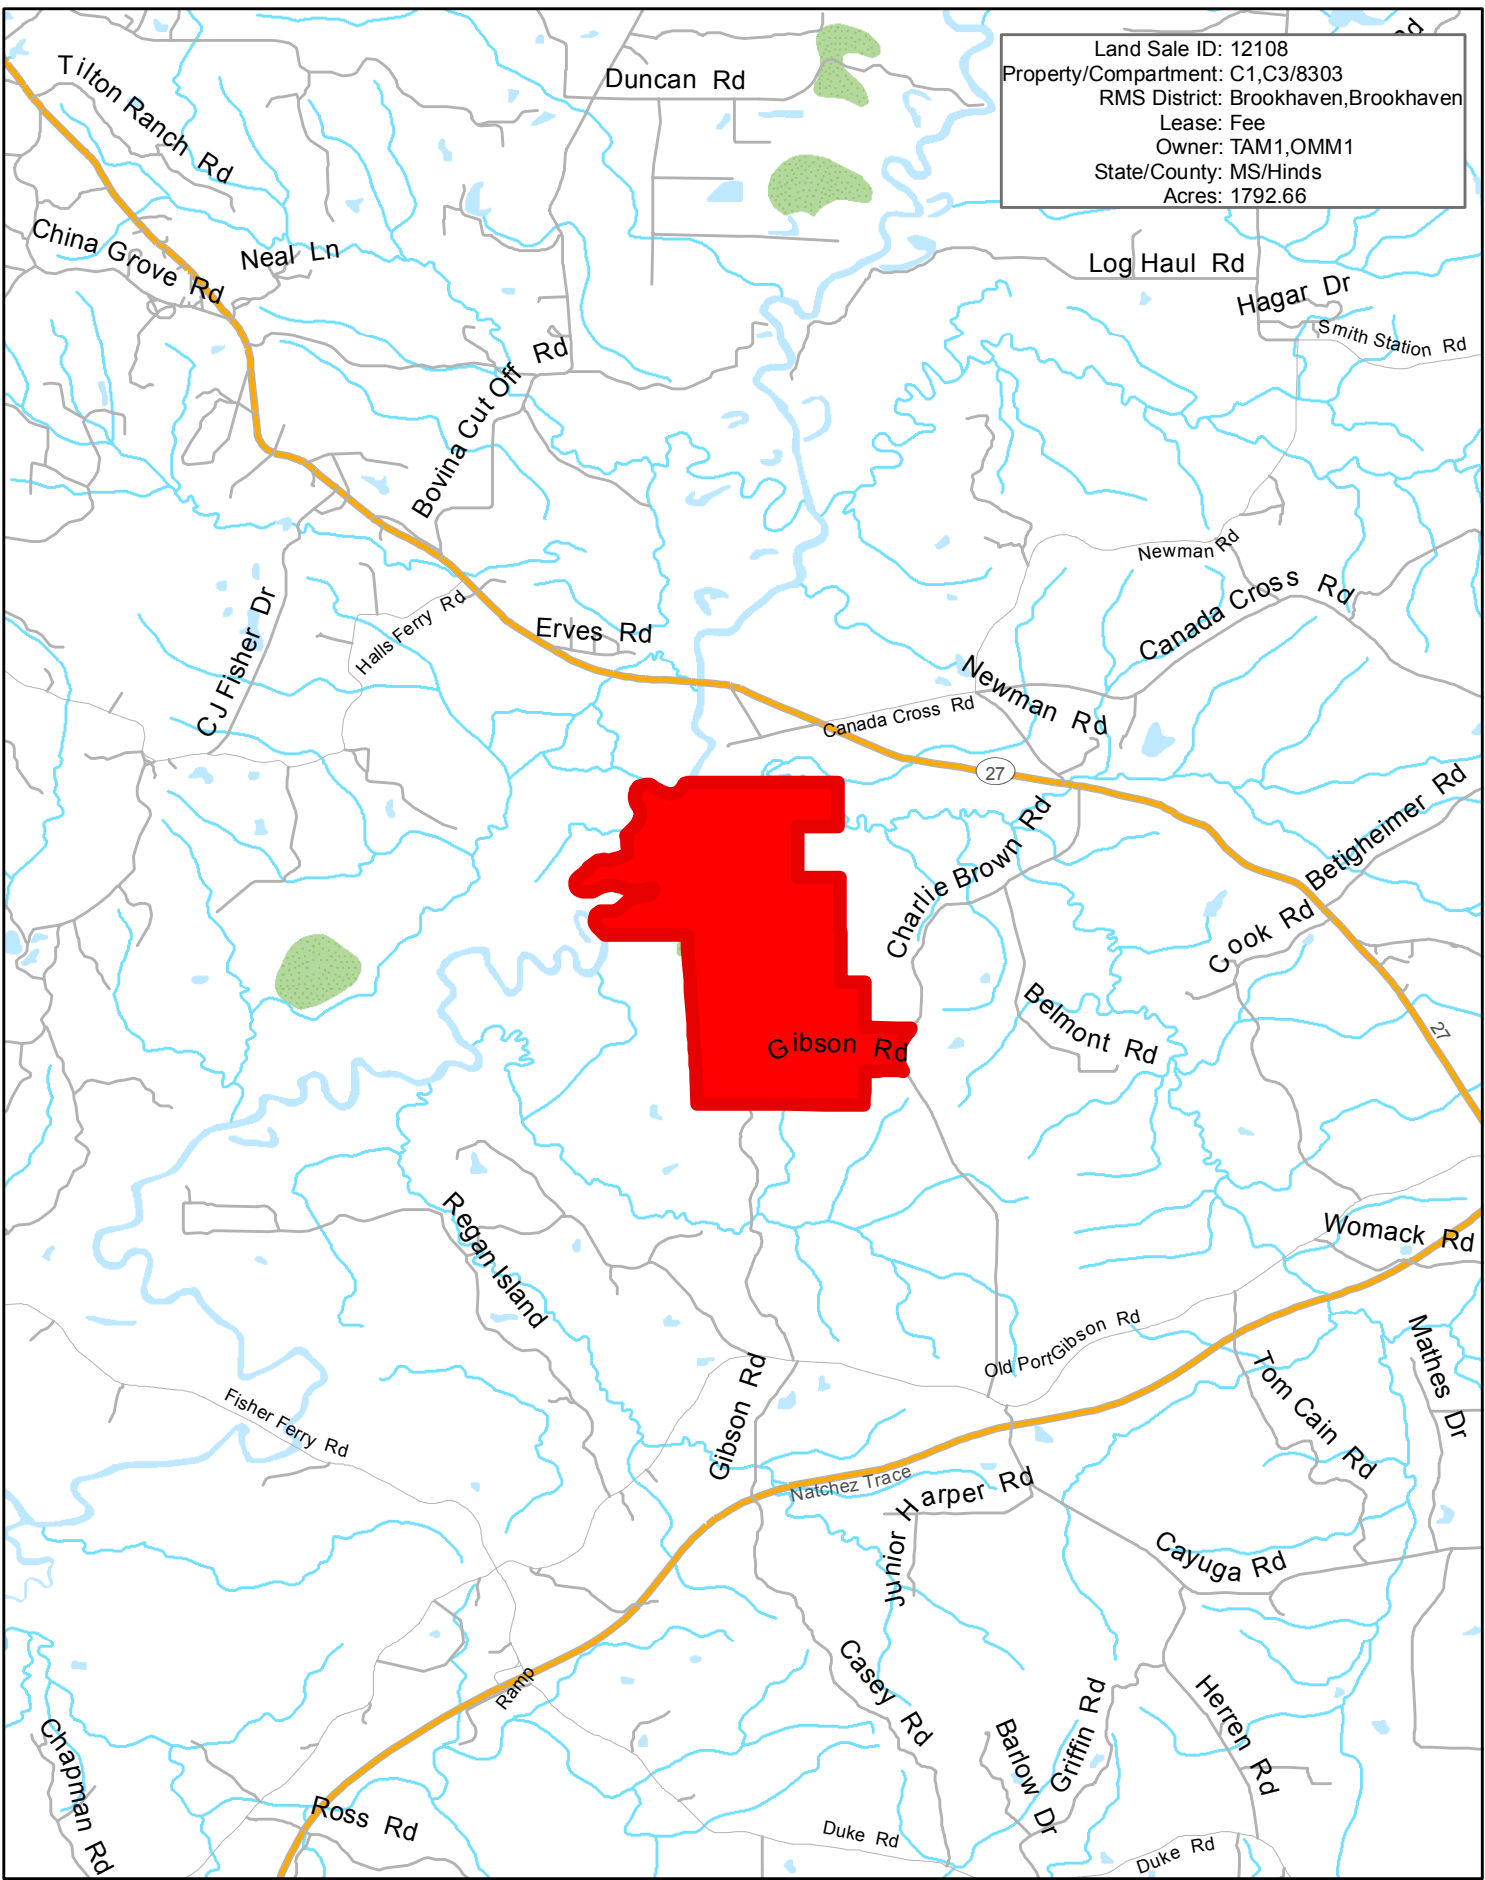 Land Sale ID: 12108
Property/Compartment: C1,C3/8303
RMS District: Brookhaven,Brookhaven
Lease: Fee
Owner: TAM1,OMM1
State/County: MS/Hinds
Acres: 1792.66
Tilton Ranch Rd
Duncan Rd
China Grove Rd
Neal Ln
Log Haul Rd
Hagar Dr
Smith Station Rd
Bovina Cut Off Rd
Newman Rd
Canada Cross Rd
CJ Fisher Dr
Halls Ferry Rd
Erves Rd
Newman Rd
Canada Cross Rd
27
Charlie Brown Rd
Betigheimer Rd
Cook Rd
Belmont Rd
27
Gibson Rd
Regan Island
Womack Rd
Old Port Gibson Rd
Mathes Dr
Tom Cain Rd
Gibson Rd
Fisher Ferry Rd
Natchez Trace
Harper Rd
Junior
Cayuga Rd
Casey Rd
Ramp
Herren Rd
Griffin Rd
Barlow Dr
Chapman Rd
Ross Rd
Duke Rd
Duke Rd